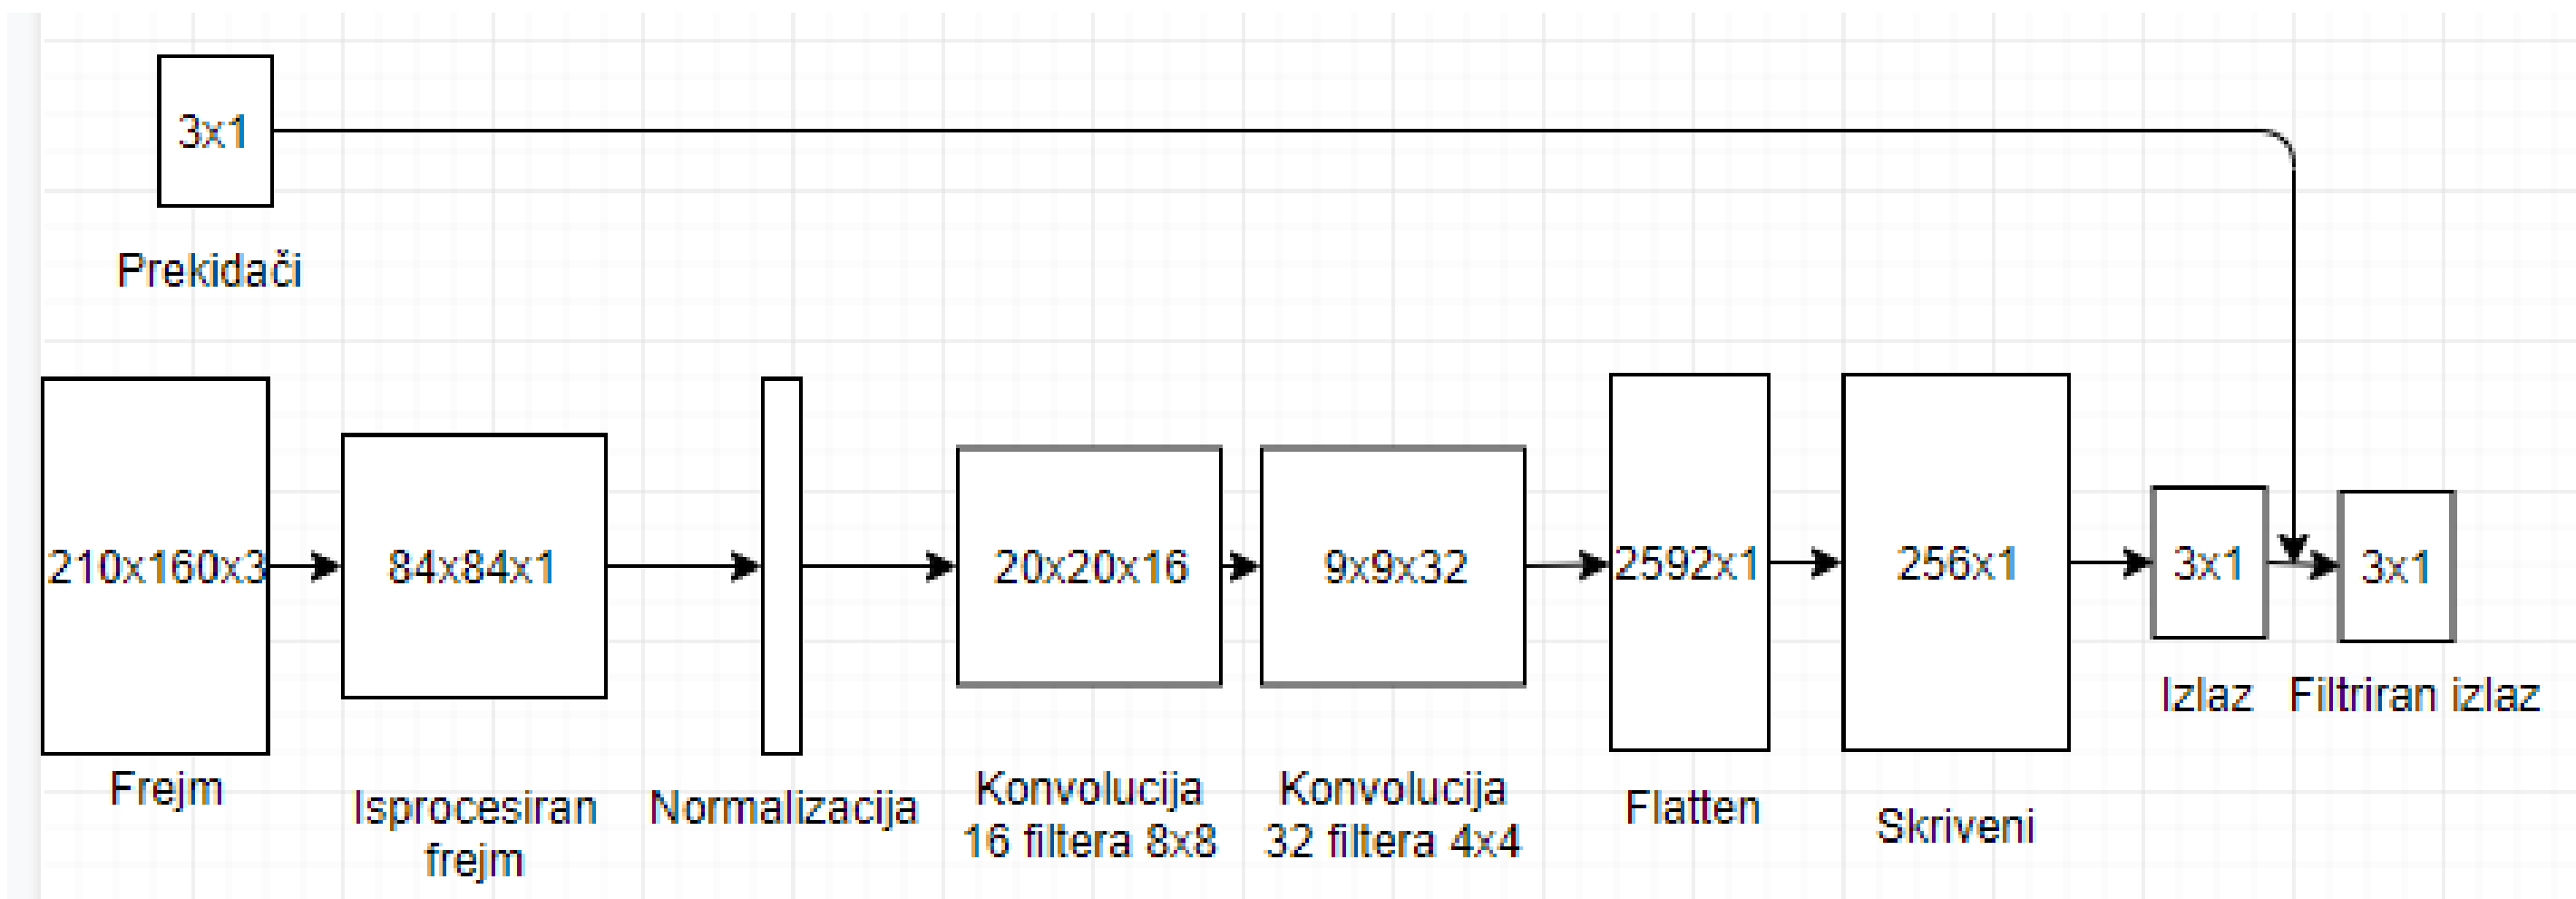 3x1
Prekidači
210x160x3
84x84x1
20x20x16
9x9x32
2592x1
256x1
3x1
3x1
Frejm
Isprocesiran
frejm
Normalizacija
Konvolucija
16 filtera 8x8
Konvolucija
32 filtera 4x4
Flatten
Skriveni
Izlaz
Filtriran izlaz